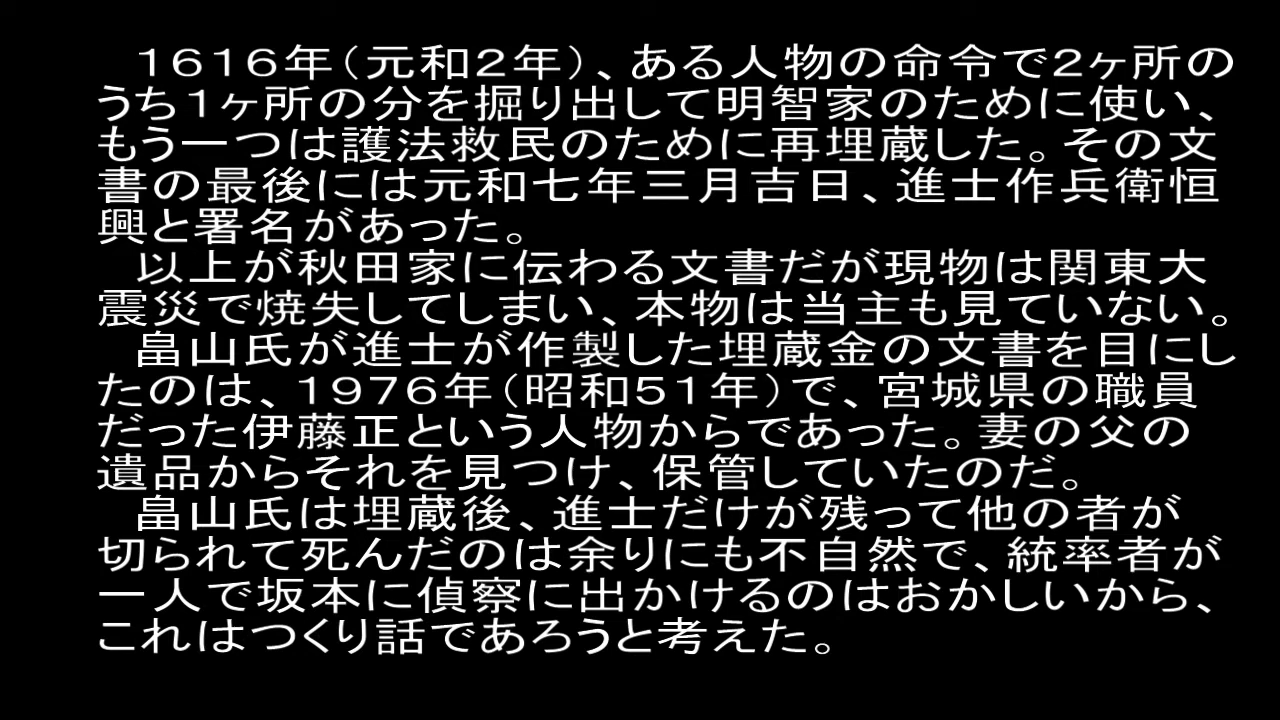 １６１６年（元和２年）、ある人物の命令で２ヶ所の
うち１ヶ所の分を掘り出して明智家のために使い、
もう一つは護法救民のために再埋蔵した。その文
書の最後には元和七年三月吉日、進士作兵衛恒
興と署名があった。
以上が秋田家に伝わる文書だが現物は関東大
震災で焼失してしまい、本物は当主も見ていない。
畠山氏が進士が作製した埋蔵金の文書を目にし
たのは、１９７６年（昭和５１年）で、宮城県の職員
だった伊藤正という人物からであった。妻の父の
遺品からそれを見つけ、保管していたのだ。
畠山氏は埋蔵後、進士だけが残って他の者が
切られて死んだのは余りにも不自然で、統率者が
一人で坂本に偵察に出かけるのはおかしいから、
これはつくり話であろうと考えた。